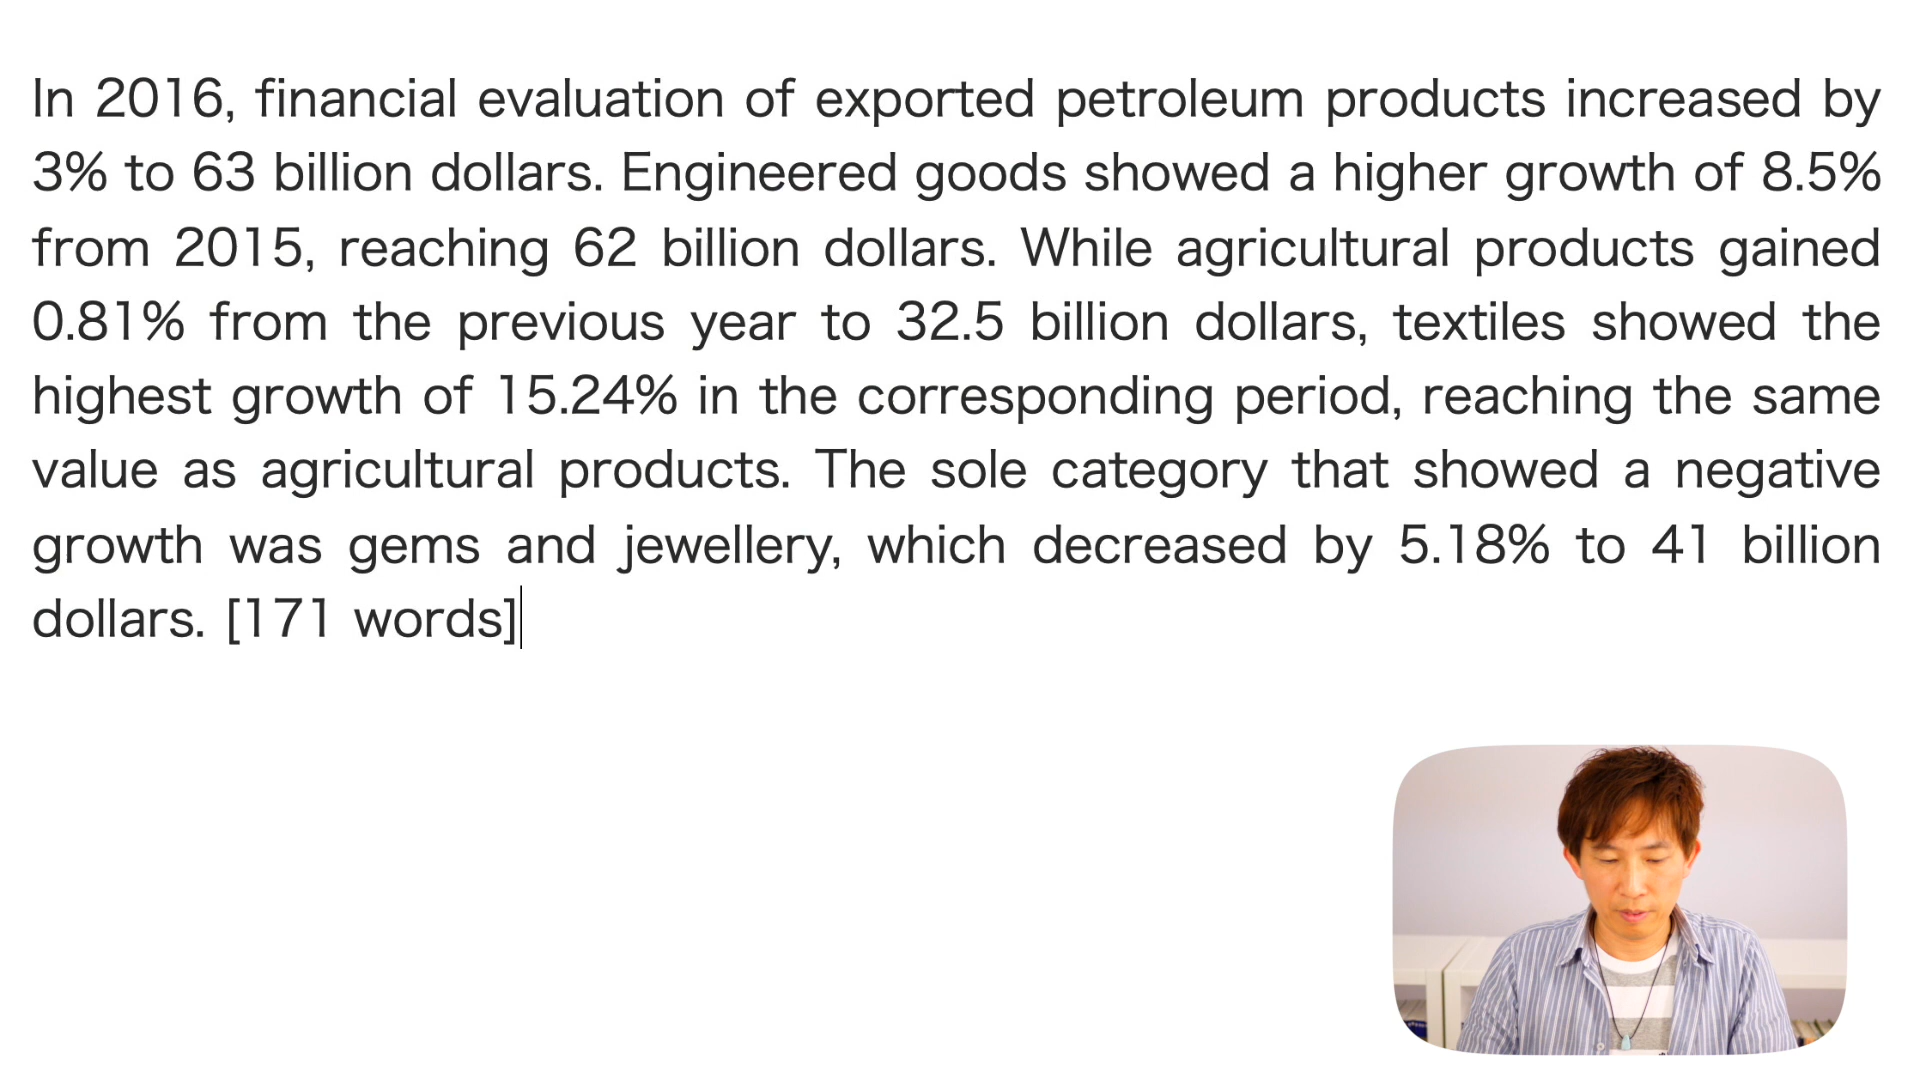 In 2016, financial evaluation of exported petroleum products increased by
3% to 63 billion dollars. Engineered goods showed a higher growth of 8.5%
from 2015, reaching 62 billion dollars. While agricultural products gained
0.81% from the previous year to 32.5 billion dollars, textiles showed the
highest growth of 15.24% in the corresponding period, reaching the same
value as agricultural products. The sole category that showed a negative
growth was gems and jewellery, which decreased by 5.18% to 41 billion
dollars. [171 words]